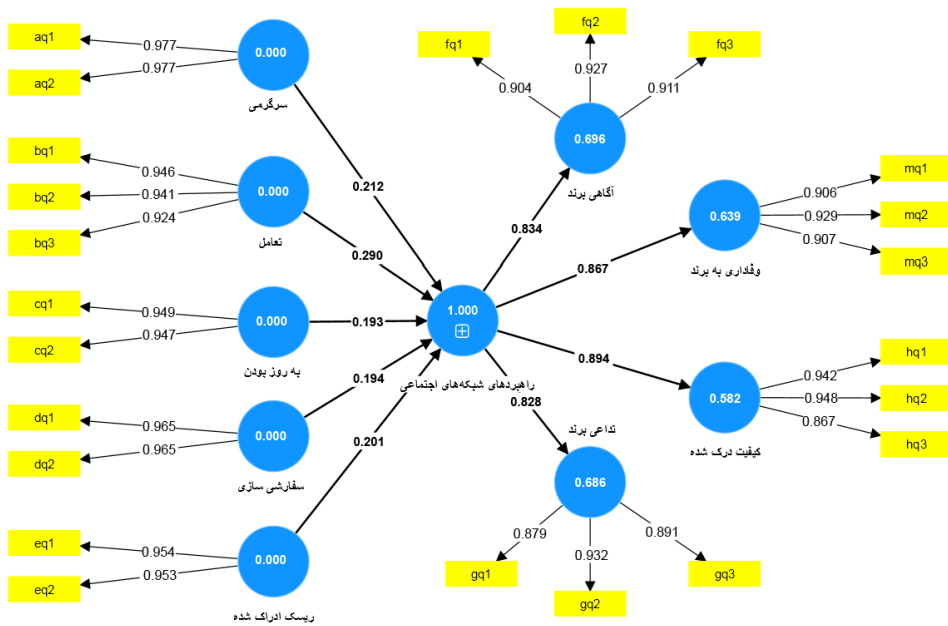 aq1
0.977
aq2
0.977
0.000
سرگرمی
0.212
bq1
0.946
bq2
0.941
bq3
0.924
0.000
تعامل
0.290
cq1
0.949
cq2
0.947
0.000
به روز بودن
0.193
dq1
0.965
dq2
0.965
0.000
سفارشی سازی
0.194
eq1
0.954
eq2
0.953
0.000
ریسک ادراک شده
0.201
1.000
راهبردهای شبکه‌های اجتماعی
fq1
fq2
fq3
0.904
0.927
0.911
0.696
آگاهی برند
0.834
mq1
0.906
mq2
0.929
mq3
0.907
0.639
وفاداری به برند
0.867
hq1
0.942
hq2
0.948
hq3
0.867
0.582
کیفیت درک شده
0.894
0.828
تداعی برند
0.686
0.879
0.932
0.891
gq1
gq2
gq3